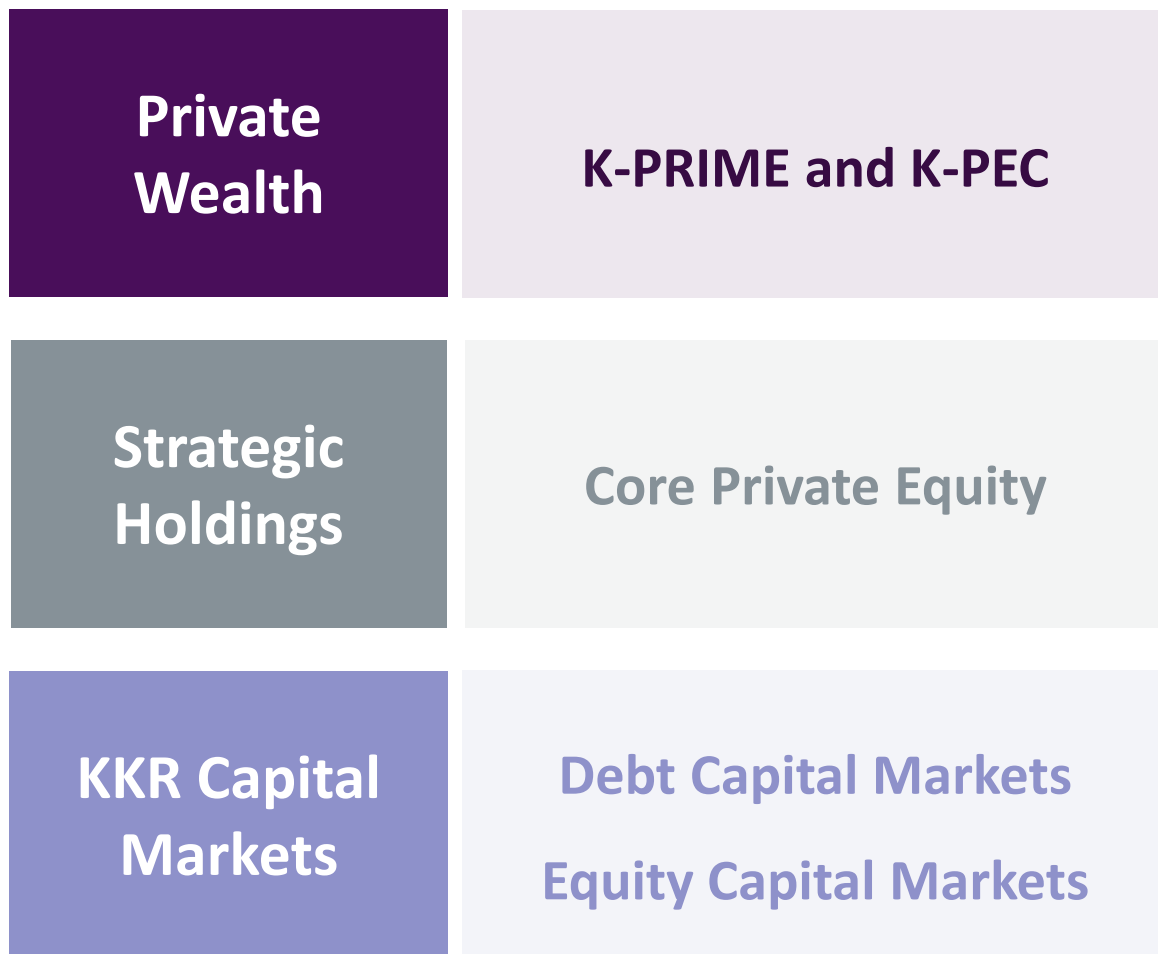 Private
Wealth
K-PRIME and K-PEC
Strategic
Holdings
Core Private Equity
KKR Capital
Markets
Debt Capital Markets
Equity Capital Markets